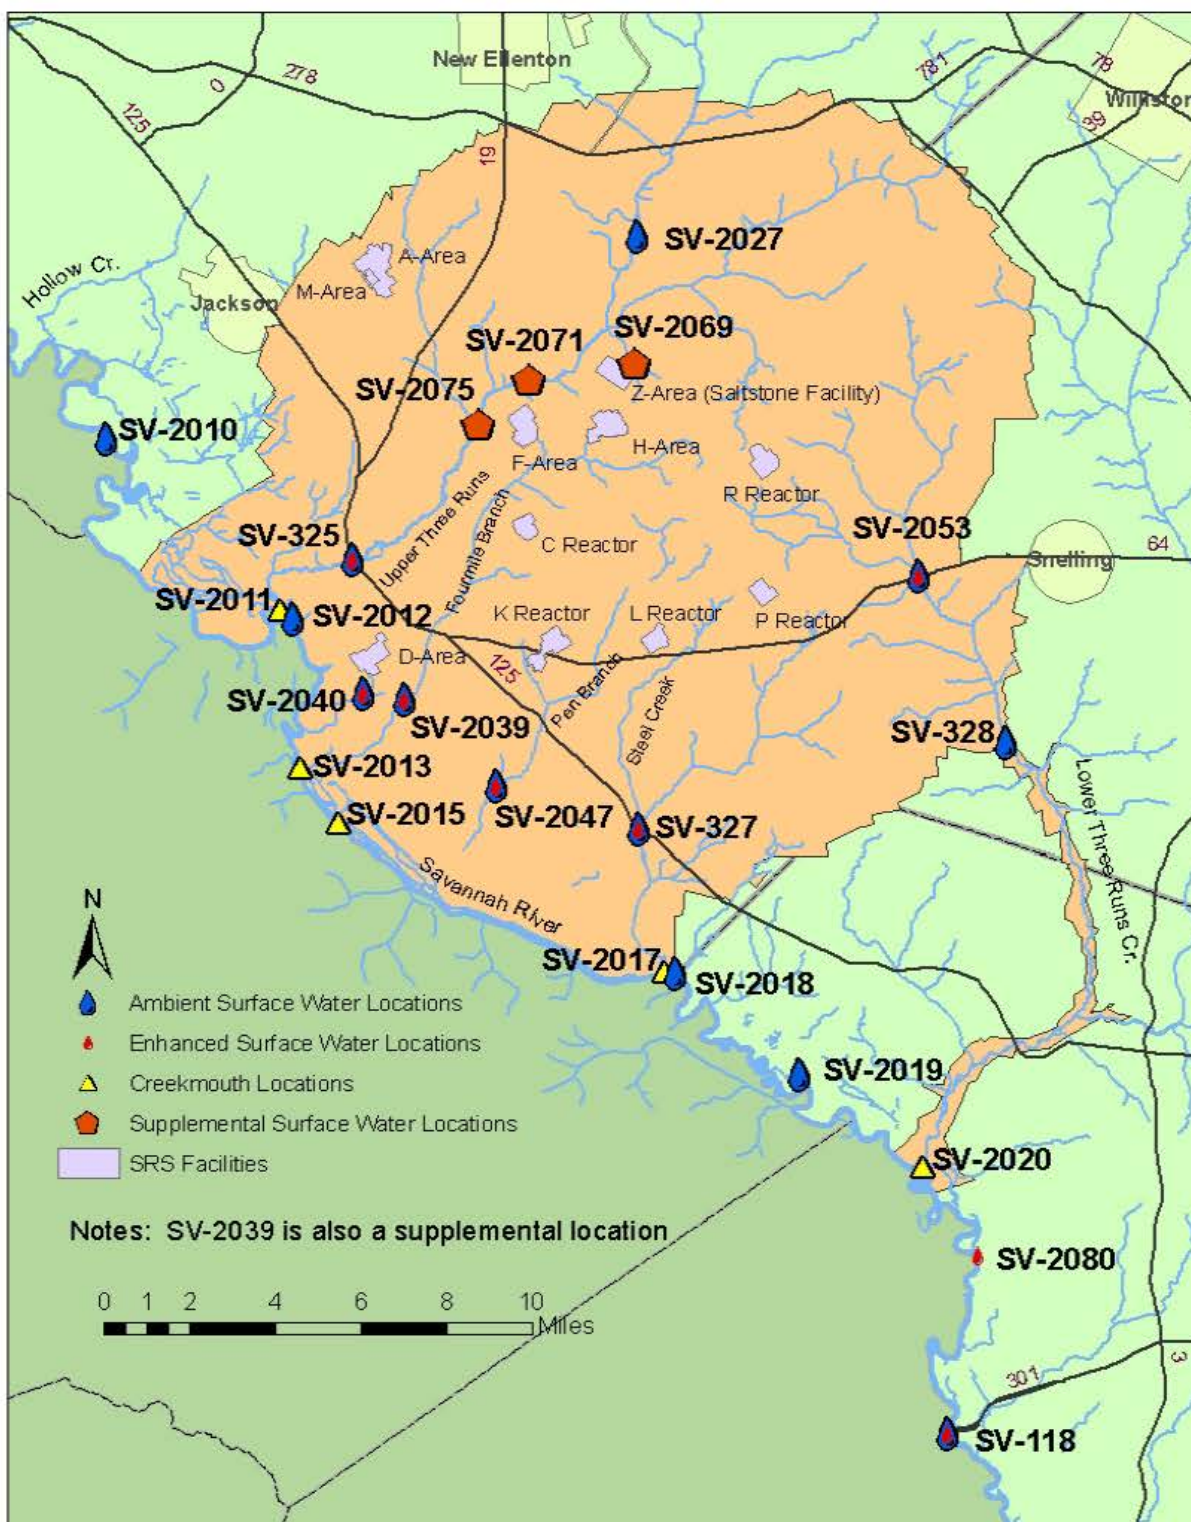 New Ellenton
278
0
125
19
781
78
Williston
39
SV-2027
Hollow Cr.
A-Area
M-Area
Jackson
SV-2071
SV-2069
SV-2075
Z-Area (Saltstone Facility)
SV-2010
F-Area
H-Area
R Reactor
Upper Three Runs
Fourmile Branch
SV-325
C Reactor
SV-2053
64
Snelling
SV-2011
SV-2012
K Reactor
L Reactor
P Reactor
D-Area
125
Pen Branch
Steel Creek
SV-2040
SV-2039
SV-328
SV-2013
Lower Three Runs Cr.
SV-2015
SV-2047
SV-327
Savannah River
N
SV-2017
SV-2018
Ambient Surface Water Locations
Enhanced Surface Water Locations
SV-2019
Creekmouth Locations
Supplemental Surface Water Locations
SRS Facilities
SV-2020
Notes: SV-2039 is also a supplemental location
SV-2080
0 1 2 4 6 8 10
Miles
3
301
SV-118